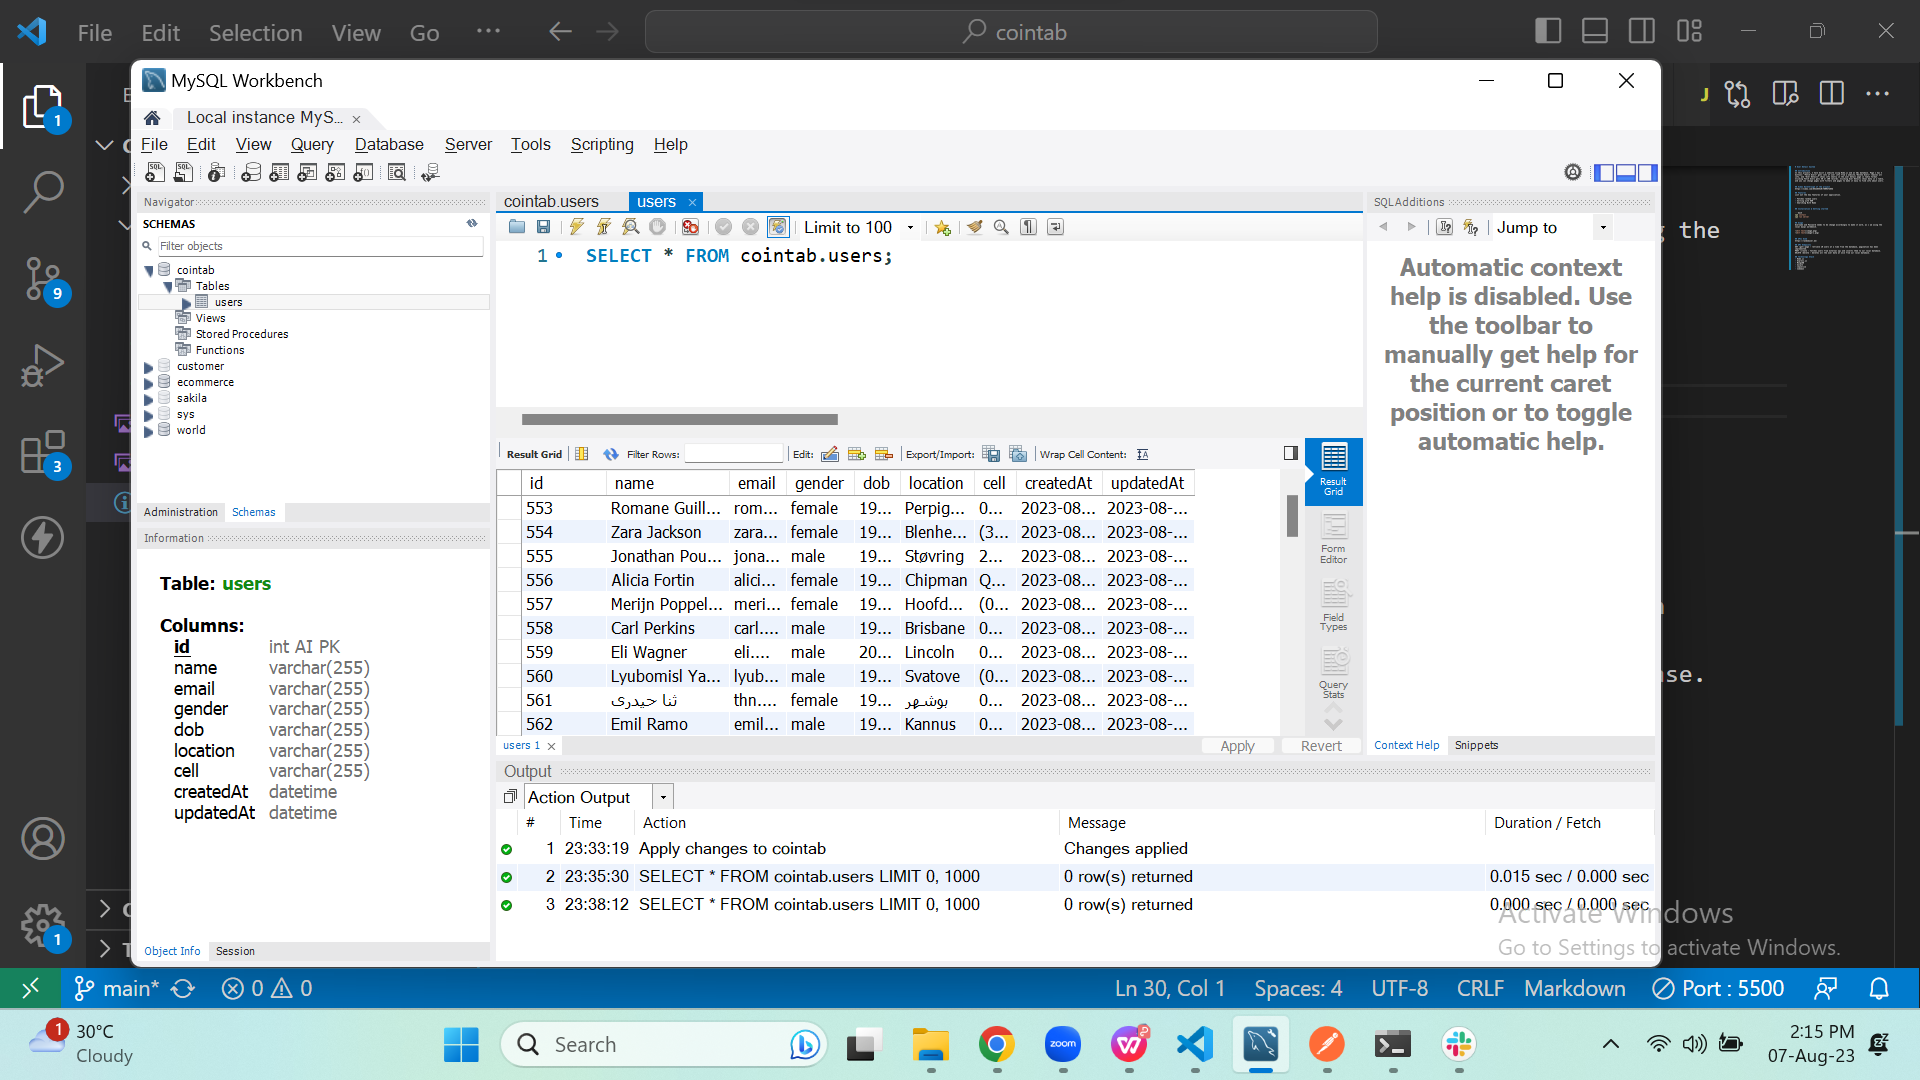 File Edit Selection View Go ··· cointab
MySQL Workbench
Local instance MyS... ×
File Edit View Query Database Server Tools Scripting Help
Navigator
SCHEMAS
Filter objects
cointab
Tables
users
Views
Stored Procedures
Functions
customer
ecommerce
sakila
sys
world
Administration Schemas
Information
Table: users
Columns:
id int AI PK
name varchar(255)
email varchar(255)
gender varchar(255)
dob varchar(255)
location varchar(255)
cell varchar(255)
createdAt datetime
updatedAt datetime
Object Info Session
cointab.users users ×
Limit to 100
1 SELECT * FROM cointab.users;
Result Grid Filter Rows: Edit: Export/Import: Wrap Cell Content:
id name email gender dob location cell createdAt updatedAt
553 Romane Guill... rom... female 19... Perpig... 0... 2023-08... 2023-08-...
554 Zara Jackson zara... female 19... Blenhe... (3... 2023-08... 2023-08-...
555 Jonathan Pou... jona... male 19... Støvring 2... 2023-08... 2023-08-...
556 Alicia Fortin alici... female 19... Chipman Q... 2023-08... 2023-08-...
557 Merijn Poppel... meri... female 19... Hoofd... (0... 2023-08... 2023-08-...
558 Carl Perkins carl.... male 19... Brisbane 0... 2023-08... 2023-08-...
559 Eli Wagner eli.... male 20... Lincoln 0... 2023-08... 2023-08-...
560 Lyubomisl Ya... lyub... male 19... Svatove (0... 2023-08... 2023-08-...
561 ثنا حیدری thn.... female 19... بوشهر 0... 2023-08... 2023-08-...
562 Emil Ramo emil... male 19... Kannus 0... 2023-08... 2023-08-...
Result Grid
Form Editor
Field Types
Query Stats
users 1 × Apply Revert
SQLAdditions
Jump to
Automatic context
help is disabled. Use
the toolbar to
manually get help for
the current caret
position or to toggle
automatic help.
Context Help Snippets
Output
Action Output
# Time Action Message Duration / Fetch
1 23:33:19 Apply changes to cointab Changes applied
2 23:35:30 SELECT * FROM cointab.users LIMIT 0, 1000 0 row(s) returned 0.015 sec / 0.000 sec
3 23:38:12 SELECT * FROM cointab.users LIMIT 0, 1000 0 row(s) returned 0.000 sec / 0.000 sec
the
se.
1
9
3
1
Activate Windows
Go to Settings to activate Windows.
main* 0 0 Ln 30, Col 1 Spaces: 4 UTF-8 CRLF Markdown Port : 5500
1 30°C
Cloudy
Search
zoom
2:15 PM
07-Aug-23